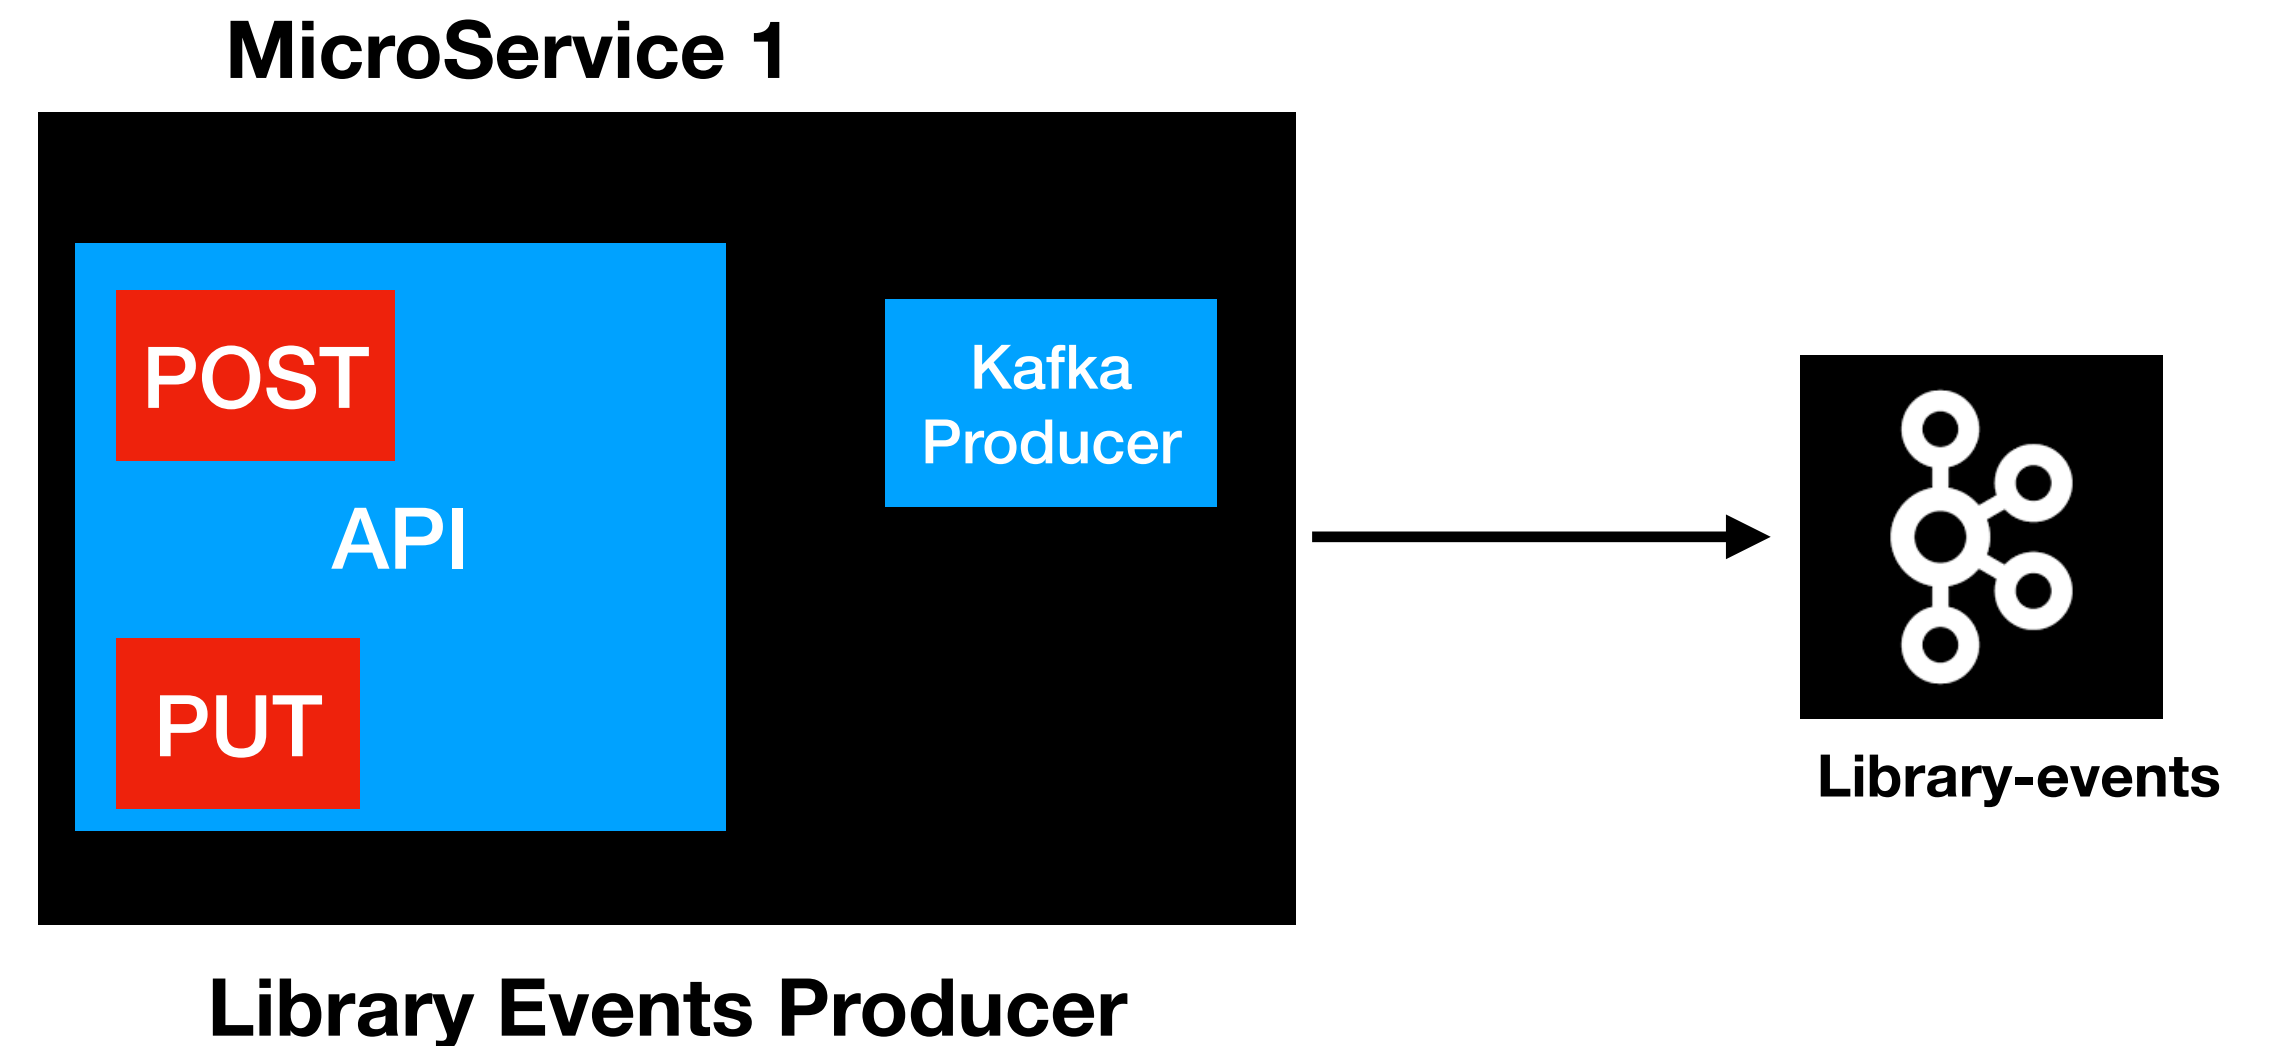 MicroService 1
POST
API
PUT
Kafka
Producer
Library-events
Library Events Producer